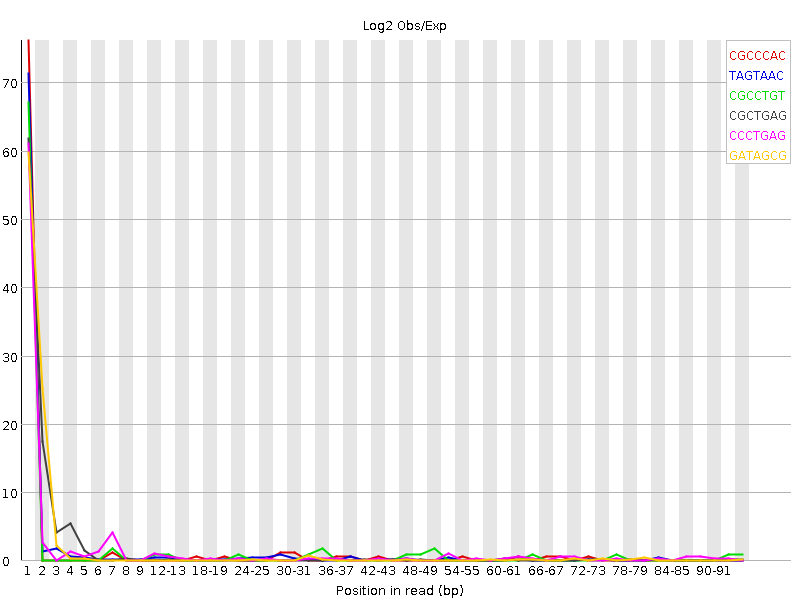 Log2 Obs/Exp
CGCCCAC
TAGTAAC
CGCCTGT
CGCTGAG
CCCTGAG
GATAGCG
70
60
50
40
30
20
10
0
1 2 3 4 5 6 7 8 9 12-13 18-19 24-25 30-31 36-37 42-43 48-49 54-55 60-61 66-67 72-73 78-79 84-85 90-91
Position in read (bp)